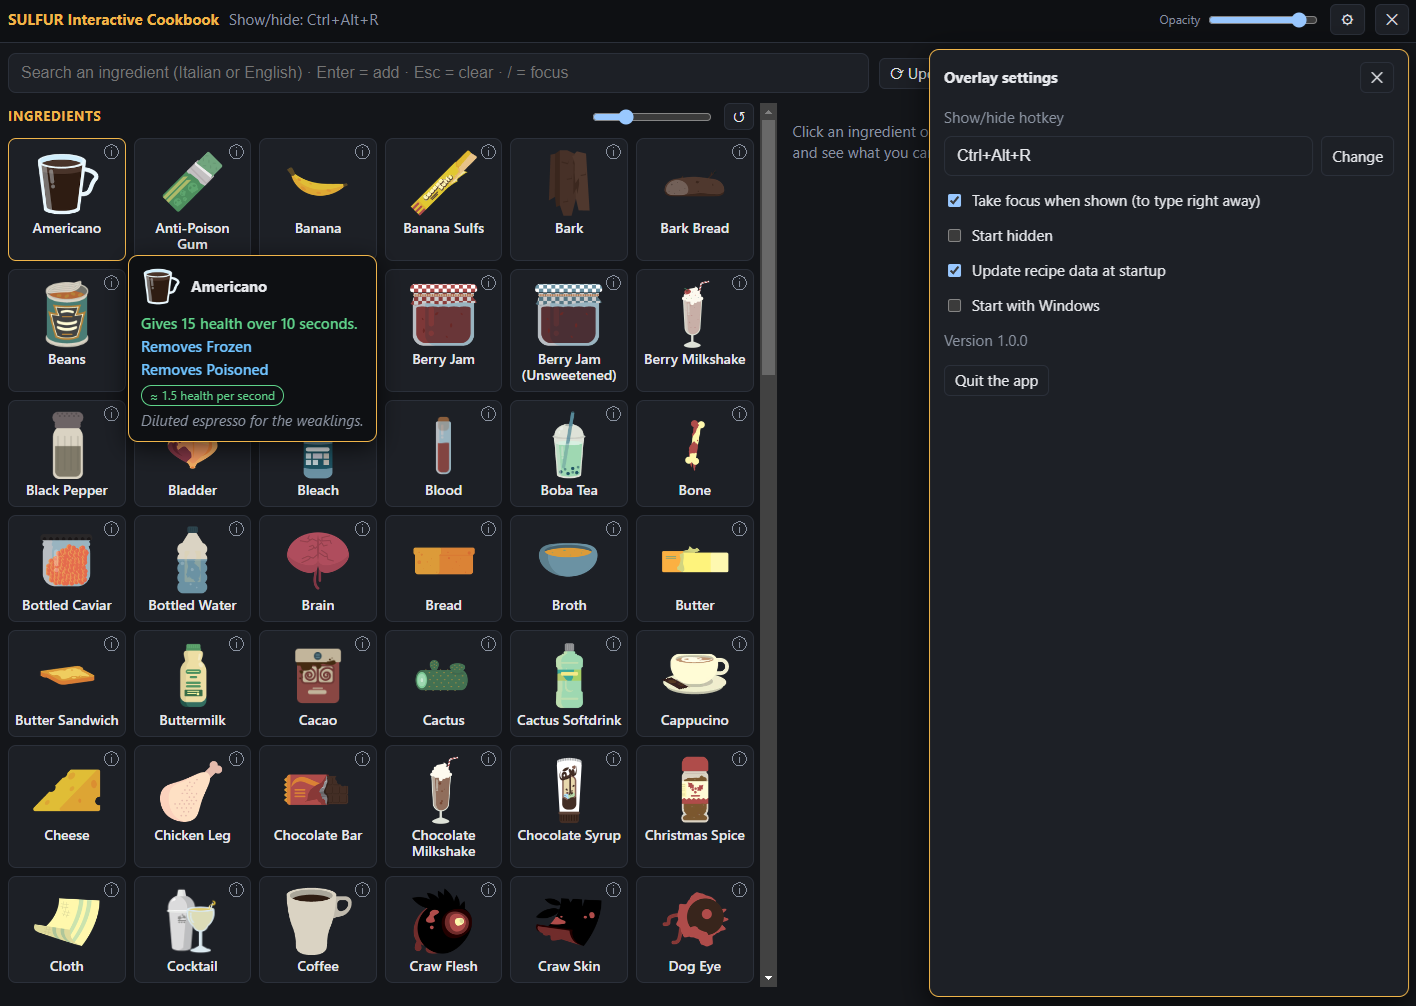 SULFUR Interactive Cookbook Show/hide: Ctrl+Alt+R
Opacity
Search an ingredient (Italian or English) · Enter = add · Esc = clear · / = focus
INGREDIENTS
Click an ingredient
and see what you
Americano
Anti-Poison
Gum
Banana
Banana Sulfs
Bark
Bark Bread
Beans
Berry Jam
Berry Jam
(Unsweetened)
Berry Milkshake
Americano
Gives 15 health over 10 seconds.
Removes Frozen
Removes Poisoned
≈ 1.5 health per second
Diluted espresso for the weaklings.
Black Pepper
Bladder
Bleach
Blood
Boba Tea
Bone
Bottled Caviar
Bottled Water
Brain
Bread
Broth
Butter
Butter Sandwich
Buttermilk
Cacao
Cactus
Cactus Softdrink
Cappucino
Cheese
Chicken Leg
Chocolate Bar
Chocolate
Milkshake
Chocolate Syrup
Christmas Spice
Cloth
Cocktail
Coffee
Craw Flesh
Craw Skin
Dog Eye
Overlay settings
Show/hide hotkey
Ctrl+Alt+R
Change
Take focus when shown (to type right away)
Start hidden
Update recipe data at startup
Start with Windows
Version 1.0.0
Quit the app